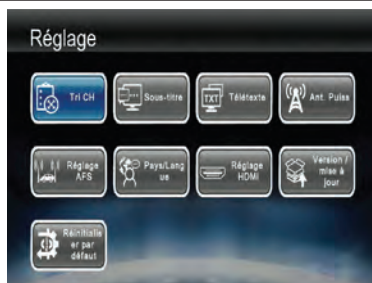 Réglage
Tri CH
Sous-titre
TXT
Télétexte
Ant. Puiss
Réglage
AFS
Pays/Lang
ue
Réglage
HDMI
Version /
mise à
jour
Réinitialis
er par
défaut